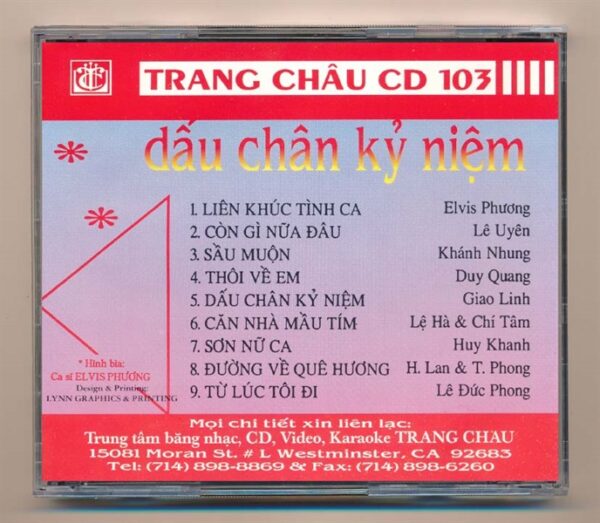 TRANG CHÂU CD 103
dấu chân kỷ niệm
1. LIÊN KHÚC TÌNH CA Elvis Phương
2. CÒN GÌ NỮA ĐÂU Lê Uyên
3. SẦU MUỘN Khánh Nhung
4. THÔI VỀ EM Duy Quang
5. DẤU CHÂN KỶ NIỆM Giao Linh
6. CĂN NHÀ MẦU TÍM Lệ Hà & Chí Tâm
7. SƠN NỮ CA Huy Khanh
8. ĐƯỜNG VỀ QUÊ HƯƠNG H. Lan & T. Phong
9. TỪ LÚC TÔI ĐI Lê Đức Phong
* Hình bìa:
Ca sĩ ELVIS PHƯƠNG
Design & Printing:
LYNN GRAPHICS & PRINTING
Mọi chi tiết xin liên lạc:
Trung tâm băng nhạc, CD, Video, Karaoke TRANG CHAU
15081 Moran St. # L Westminster, CA 92683
Tel: (714) 898-8869 & Fax: (714) 898-6260